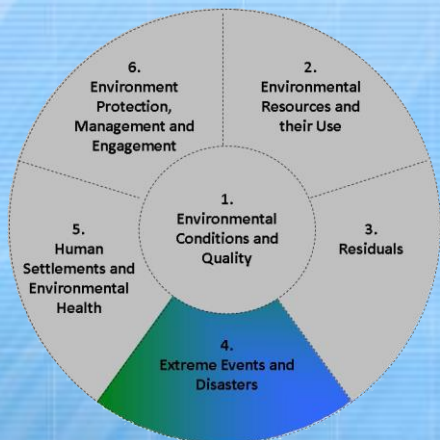 1.
Environmental
Conditions and
Quality
2.
Environmental
Resources and
their Use
3.
Residuals
4.
Extreme Events and
Disasters
5.
Human
Settlements and
Environmental
Health
6.
Environment
Protection,
Management and
Engagement